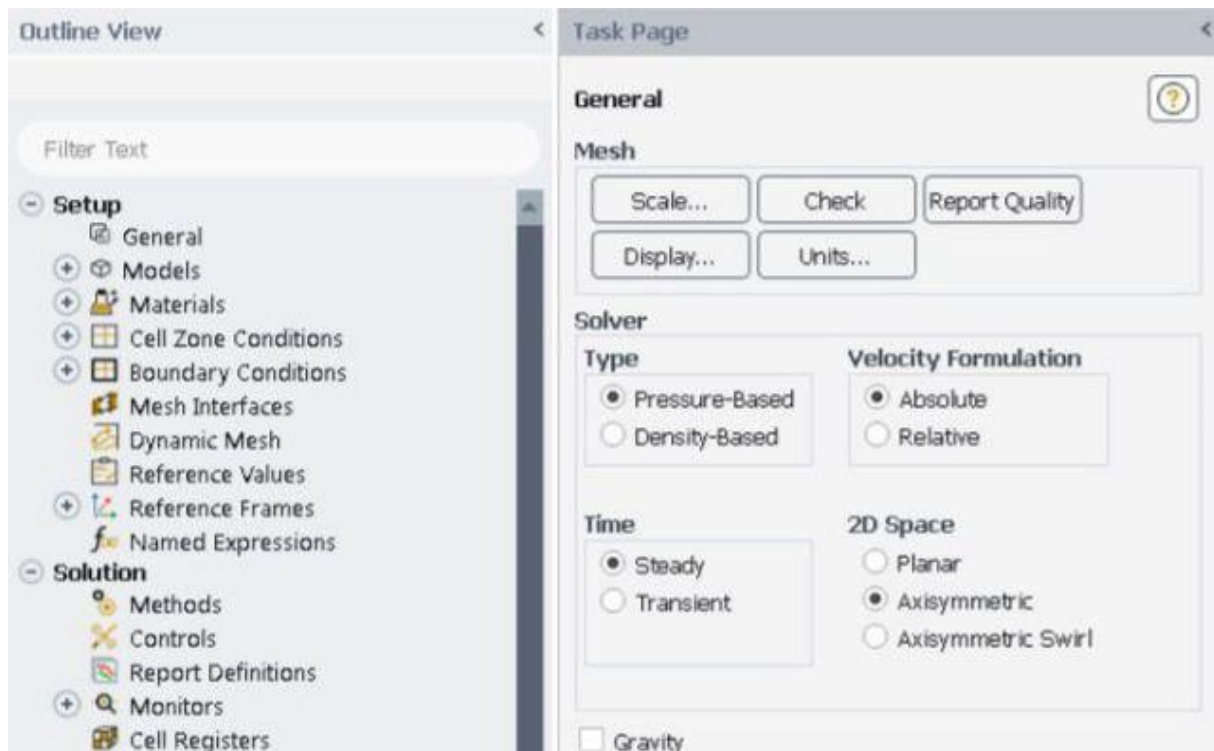 Outline View
Filter Text
Setup
General
Models
Materials
Cell Zone Conditions
Boundary Conditions
Mesh Interfaces
Dynamic Mesh
Reference Values
Reference Frames
Named Expressions
Solution
Methods
Controls
Report Definitions
Monitors
Cell Registers
Task Page
General
Mesh
Scale... Check Report Quality
Display... Units...
Solver
Type
Pressure-Based
Density-Based
Velocity Formulation
Absolute
Relative
Time
Steady
Transient
2D Space
Planar
Axisymmetric
Axisymmetric Swirl
Gravity